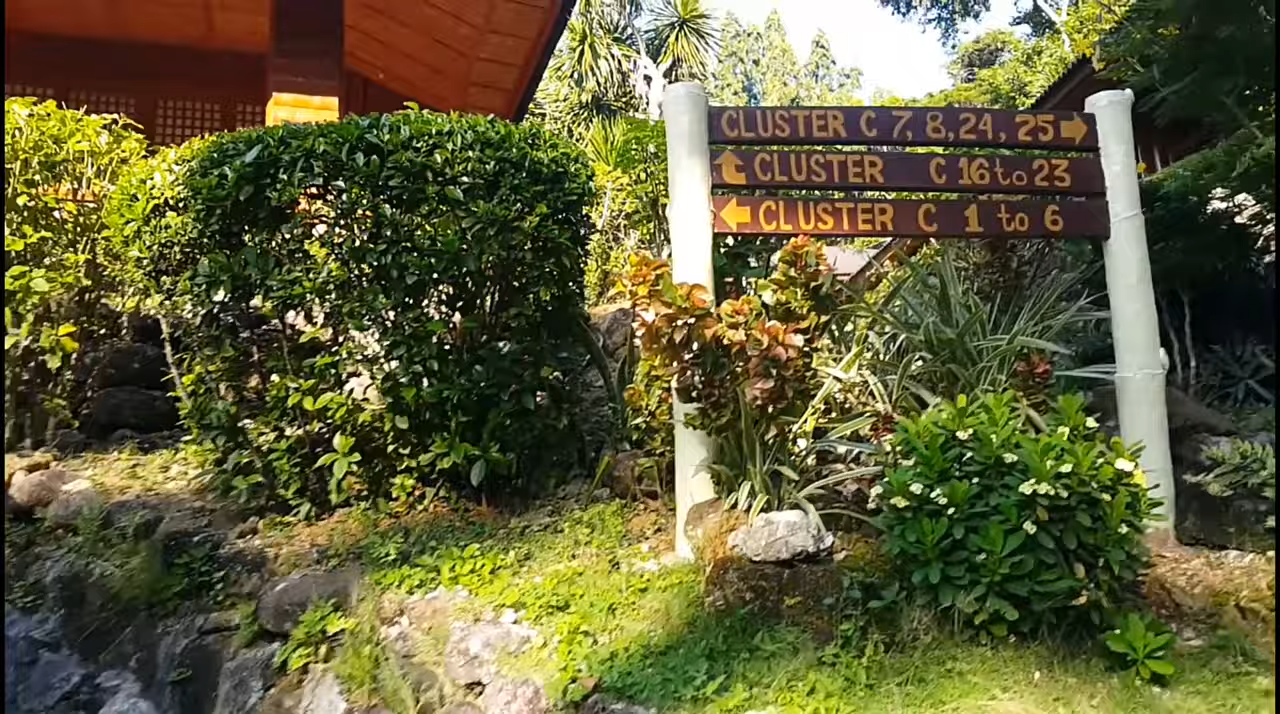 CLUSTER C 7, 8, 24, 25
CLUSTER C 16 to 23
CLUSTER C 1 to 6